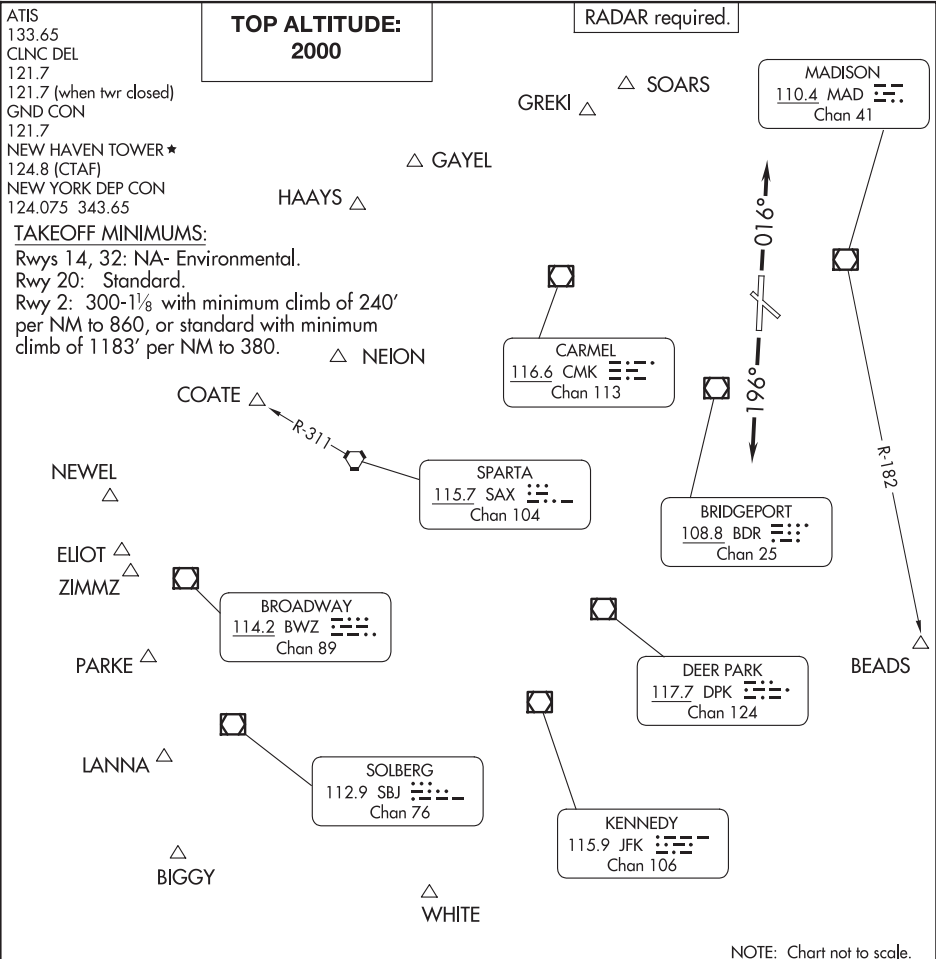 ATIS
133.65
CLNC DEL
121.7
121.7 (when twr closed)
GND CON
121.7
NEW HAVEN TOWER★
124.8 (CTAF)
NEW YORK DEP CON
124.075 343.65
TOP ALTITUDE:
2000
RADAR required.
TAKEOFF MINIMUMS:
Rwys 14, 32: NA- Environmental.
Rwy 20: Standard.
Rwy 2: 300-1⅛ with minimum climb of 240'
per NM to 860, or standard with minimum
climb of 1183' per NM to 380.
SOARS
GREKI
GAYEL
HAAYS
MADISON
110.4 MAD
Chan 41
016°
196°
CARMEL
116.6 CMK
Chan 113
NEION
COATE
R-311
SPARTA
115.7 SAX
Chan 104
BRIDGEPORT
108.8 BDR
Chan 25
R-182
NEWEL
ELIOT
ZIMMZ
BROADWAY
114.2 BWZ
Chan 89
PARKE
DEER PARK
117.7 DPK
Chan 124
BEADS
LANNA
SOLBERG
112.9 SBJ
Chan 76
KENNEDY
115.9 JFK
Chan 106
BIGGY
WHITE
NOTE: Chart not to scale.